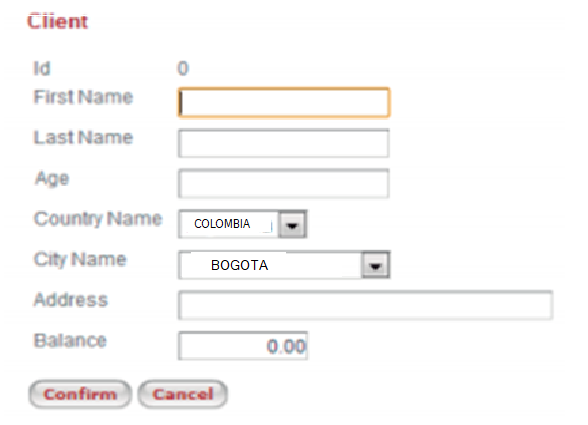 Client
Id 0
First Name
Last Name
Age
Country Name COLOMBIA
City Name BOGOTA
Address
Balance 0.00
Confirm Cancel